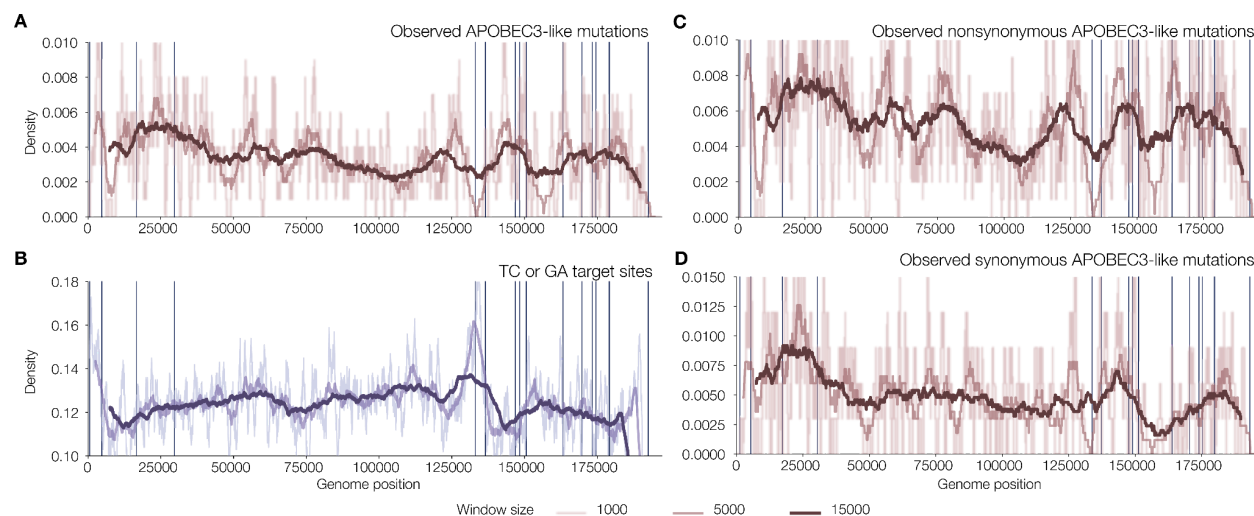 A
Observed APOBEC3-like mutations
0.010
0.008
0.006
0.004
0.002
0.000
Density
0 25000 50000 75000 100000 125000 150000 175000
B
TC or GA target sites
0.18
0.16
0.14
0.12
0.10
Density
0 25000 50000 75000 100000 125000 150000 175000
Genome position
C
Observed nonsynonymous APOBEC3-like mutations
0.010
0.008
0.006
0.004
0.002
0.000
0 25000 50000 75000 100000 125000 150000 175000
D
Observed synonymous APOBEC3-like mutations
0.0150
0.0125
0.0100
0.0075
0.0050
0.0025
0.0000
0 25000 50000 75000 100000 125000 150000 175000
Genome position
Window size 1000 5000 15000